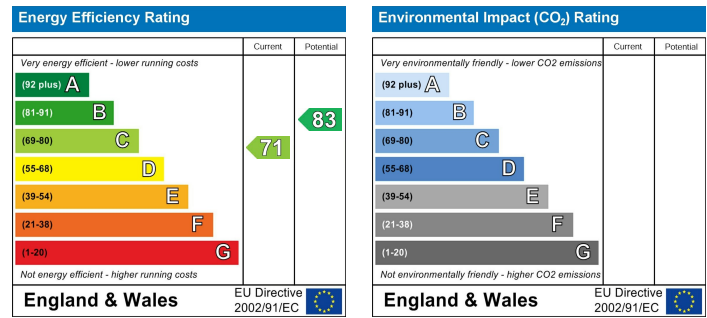 Energy Efficiency Rating
Current Potential
Very energy efficient - lower running costs
(92 plus) A
(81-91) B
(69-80) C
(55-68) D
(39-54) E
(21-38) F
(1-20) G
71
83
Not energy efficient - higher running costs
England & Wales
EU Directive
2002/91/EC
Environmental Impact (CO₂) Rating
Current Potential
Very environmentally friendly - lower CO2 emissions
(92 plus) A
(81-91) B
(69-80) C
(55-68) D
(39-54) E
(21-38) F
(1-20) G
Not environmentally friendly - higher CO2 emissions
England & Wales
EU Directive
2002/91/EC